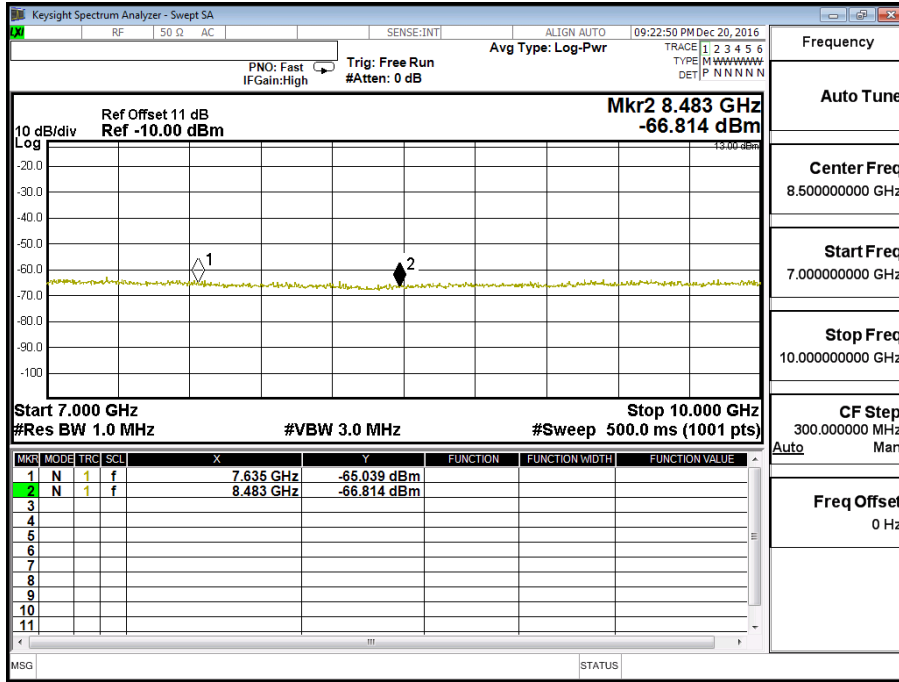 Keysight Spectrum Analyzer - Swept SA
LXI RF 50 Ω AC SENSE:INT ALIGN AUTO 09:22:50 PM Dec 20, 2016
Avg Type: Log-Pwr
TRACE 1 2 3 4 5 6
TYPE M WWWWW
DET P N N N N N
PNO: Fast Trig: Free Run
IFGain:High #Atten: 0 dB
Frequency
Auto Tune
Center Freq
8.500000000 GHz
Start Freq
7.000000000 GHz
Stop Freq
10.000000000 GHz
CF Step
300.000000 MHz
Auto Man
Freq Offset
0 Hz
Mkr2 8.483 GHz
-66.814 dBm
Ref Offset 11 dB
10 dB/div Ref -10.00 dBm
Log
13.00 dBm
-20.0
-30.0
-40.0
-50.0
-60.0
-70.0
-80.0
-90.0
-100
1
2
Start 7.000 GHz Stop 10.000 GHz
#Res BW 1.0 MHz #VBW 3.0 MHz #Sweep 500.0 ms (1001 pts)
MKR MODE TRC SCL X Y FUNCTION FUNCTION WIDTH FUNCTION VALUE
1 N 1 f 7.635 GHz -65.039 dBm
2 N 1 f 8.483 GHz -66.814 dBm
3
4
5
6
7
8
9
10
11
MSG STATUS